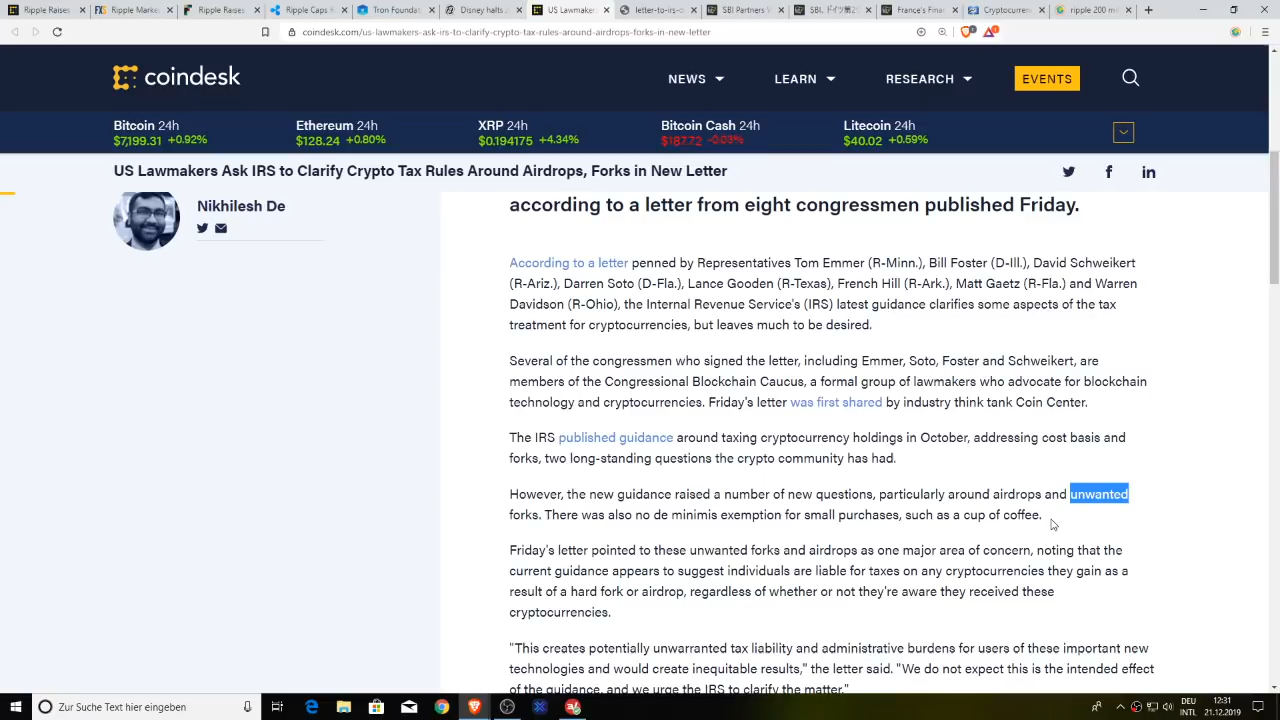 Ripple Raises
Ripple Market
Ripple Raises
Ripple Caps R
Tron Foundat
Disney halts
US Lawmakers
letter-to-irs-c
SBI Partners W
SBI、ドイツ第2
France's Finan
Cryptocurrenc
ripple 200 mi
coindesk.com/us-lawmakers-ask-irs-to-clarify-crypto-tax-rules-around-airdrops-forks-in-new-letter
coindesk
NEWS
LEARN
RESEARCH
EVENTS
Bitcoin 24h
$7,199.31 +0.92%
Ethereum 24h
$128.24 +0.80%
XRP 24h
$0.194175 +4.34%
Bitcoin Cash 24h
$187.72 -0.03%
Litecoin 24h
$40.02 +0.59%
US Lawmakers Ask IRS to Clarify Crypto Tax Rules Around Airdrops, Forks in New Letter
Nikhilesh De
according to a letter from eight congressmen published Friday.
According to a letter penned by Representatives Tom Emmer (R-Minn.), Bill Foster (D-Ill.), David Schweikert
(R-Ariz.), Darren Soto (D-Fla.), Lance Gooden (R-Texas), French Hill (R-Ark.), Matt Gaetz (R-Fla.) and Warren
Davidson (R-Ohio), the Internal Revenue Service's (IRS) latest guidance clarifies some aspects of the tax
treatment for cryptocurrencies, but leaves much to be desired.
Several of the congressmen who signed the letter, including Emmer, Soto, Foster and Schweikert, are
members of the Congressional Blockchain Caucus, a formal group of lawmakers who advocate for blockchain
technology and cryptocurrencies. Friday's letter was first shared by industry think tank Coin Center.
The IRS published guidance around taxing cryptocurrency holdings in October, addressing cost basis and
forks, two long-standing questions the crypto community has had.
However, the new guidance raised a number of new questions, particularly around airdrops and unwanted
forks. There was also no de minimis exemption for small purchases, such as a cup of coffee.
Friday's letter pointed to these unwanted forks and airdrops as one major area of concern, noting that the
current guidance appears to suggest individuals are liable for taxes on any cryptocurrencies they gain as a
result of a hard fork or airdrop, regardless of whether or not they're aware they received these
cryptocurrencies.
"This creates potentially unwarranted tax liability and administrative burdens for users of these important new
technologies and would create inequitable results," the letter said. "We do not expect this is the intended effect
of the guidance, and we urge the IRS to clarify the matter."
Zur Suche Text hier eingeben
DEU
INTL
12:31
21.12.2019